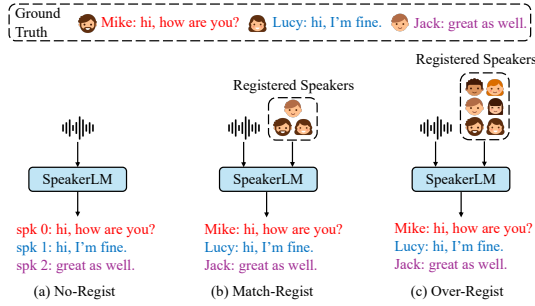 Ground Truth
Mike: hi, how are you?
Lucy: hi, I'm fine.
Jack: great as well.
Registered Speakers
Registered Speakers
SpeakerLM
SpeakerLM
SpeakerLM
spk 0: hi, how are you?
spk 1: hi, I'm fine.
spk 2: great as well.
Mike: hi, how are you?
Lucy: hi, I'm fine.
Jack: great as well.
Mike: hi, how are you?
Lucy: hi, I'm fine.
Jack: great as well.
(a) No-Regist
(b) Match-Regist
(c) Over-Regist